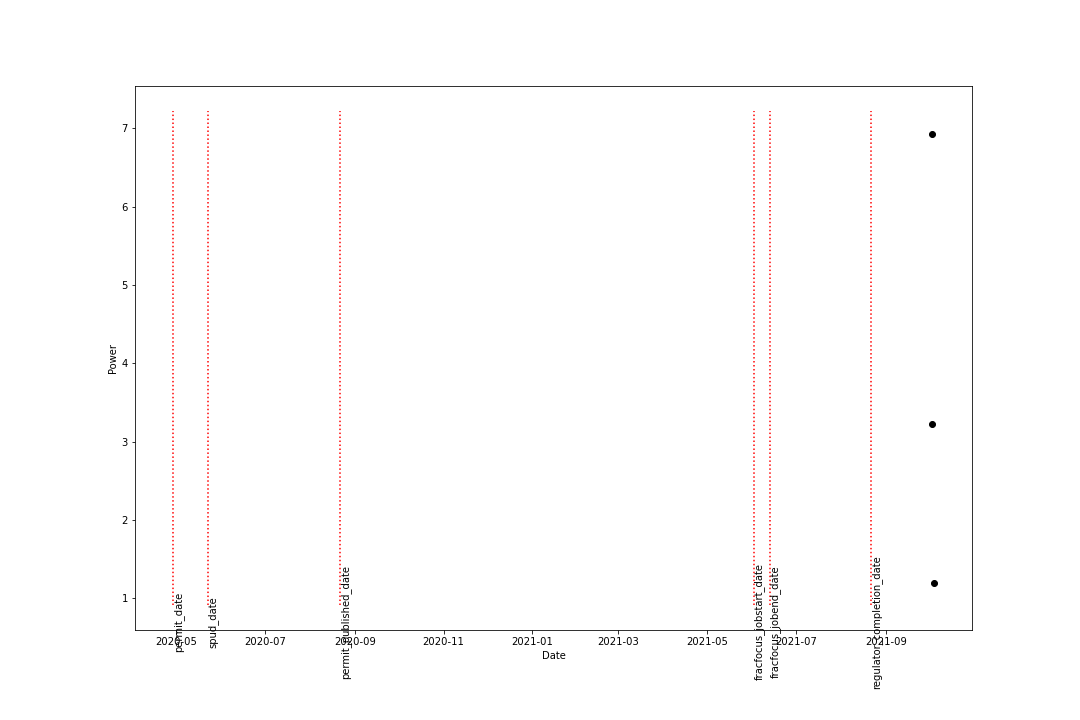 7
6
5
4
3
2
1
Power
permit_date
spud_date
permit_published_date
fracfocus_jobstart_date
fracfocus_jobend_date
regulator_completion_date
2020-05
2020-07
2020-09
2020-11
2021-01
2021-03
2021-05
2021-07
2021-09
Date